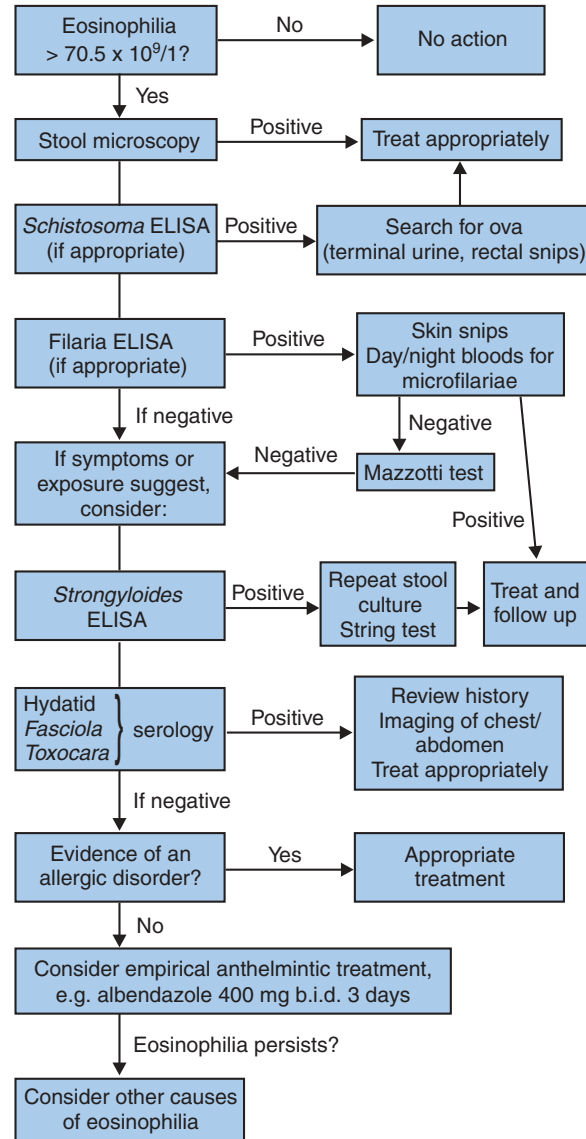 Eosinophilia
> 70.5 x 10⁹/1?
No
No action
Yes
Stool microscopy
Positive
Treat appropriately
Schistosoma ELISA
(if appropriate)
Positive
Search for ova
(terminal urine, rectal snips)
Filaria ELISA
(if appropriate)
Positive
Skin snips
Day/night bloods for
microfilariae
If negative
Negative
If symptoms or
exposure suggest,
consider:
Negative
Mazzotti test
Positive
Strongyloides
ELISA
Positive
Repeat stool
culture
String test
Treat and
follow up
Hydatid
Fasciola
Toxocara
} serology
Positive
Review history
Imaging of chest/
abdomen
Treat appropriately
If negative
Evidence of an
allergic disorder?
Yes
Appropriate
treatment
No
Consider empirical anthelmintic treatment,
e.g. albendazole 400 mg b.i.d. 3 days
Eosinophilia persists?
Consider other causes
of eosinophilia